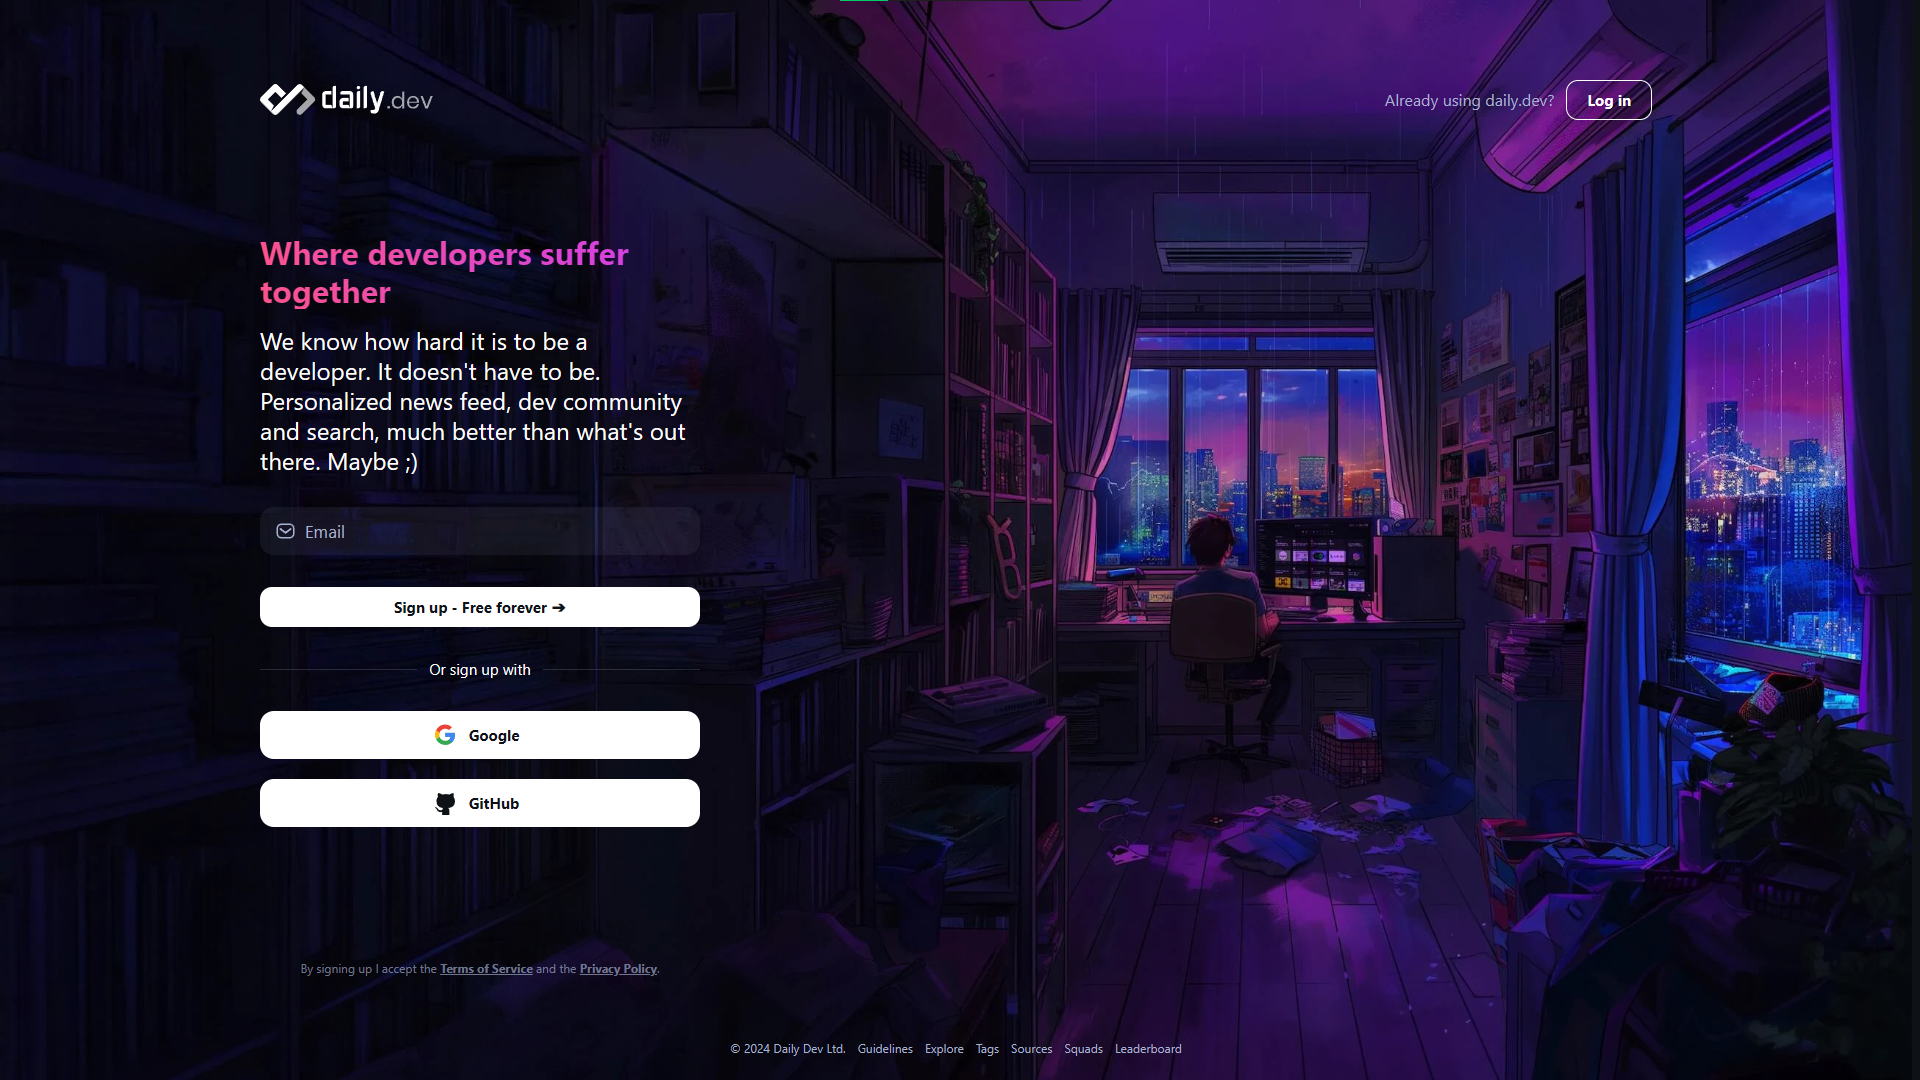 daily.dev
Already using daily.dev?
Log in
Where developers suffer
together
We know how hard it is to be a
developer. It doesn't have to be.
Personalized news feed, dev community
and search, much better than what's out
there. Maybe ;)
Email
Sign up - Free forever ➔
Or sign up with
Google
GitHub
By signing up I accept the Terms of Service and the Privacy Policy.
© 2024 Daily Dev Ltd. Guidelines Explore Tags Sources Squads Leaderboard